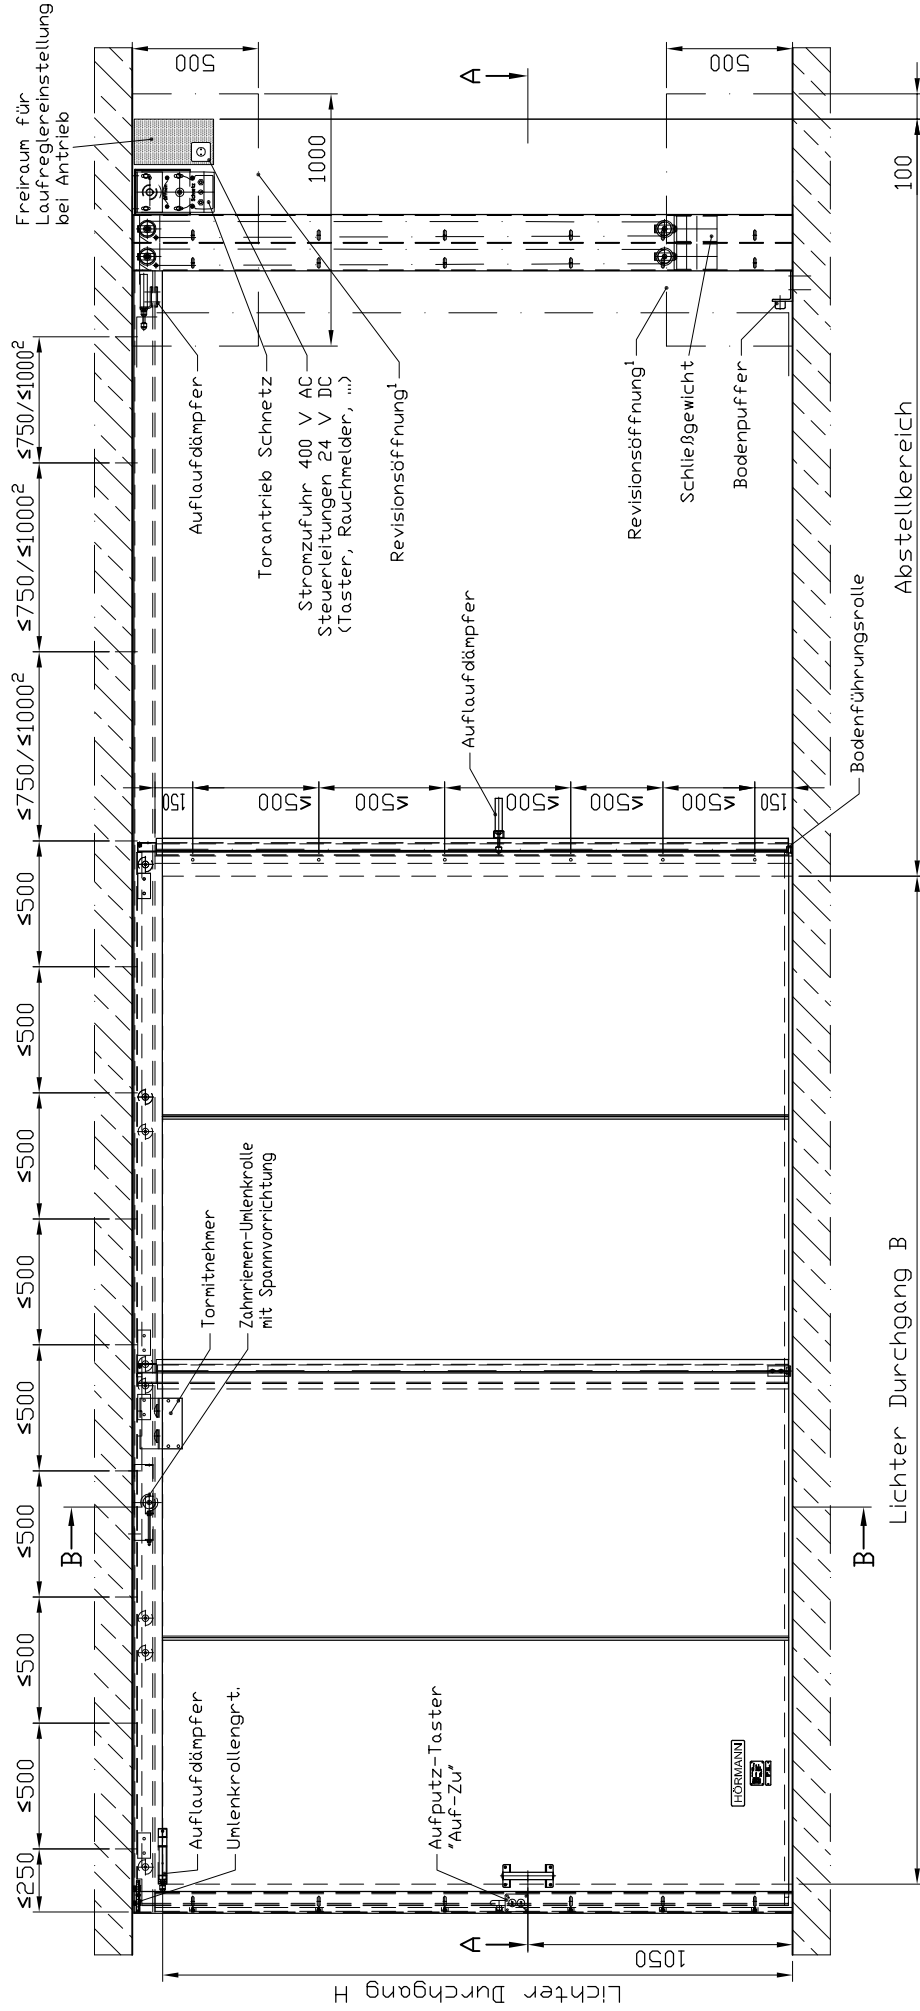 Freiraum für
Laufreglereinstellung
bei Antrieb
≤250
≤500
≤500
≤500
≤500
≤500
≤500
≤500
≤500
≤750/≤1000²
≤750/≤1000²
≤750/≤1000²
500
500
1000
100
A
A
B
B
Auflaufdämpfer
Umlenkrollengrt.
Aufputz-Taster
"Auf-Zu"
HÖRMANN
Tormitnehmer
Zahnriemen-Umlenkrolle
mit Spannvorrichtung
Auflaufdämpfer
150
≤500
≤500
≤500
≤500
≤500
150
Auflaufdämpfer
Torantrieb Schnetz
Stromzufuhr 400 V AC
Steuerleitungen 24 V DC
(Taster, Rauchmelder, ...)
Revisionsöffnung¹
Revisionsöffnung¹
Schließgewicht
Bodenpuffer
Bodenführungsrolle
Lichter Durchgang H
1050
Lichter Durchgang B
Abstellbereich